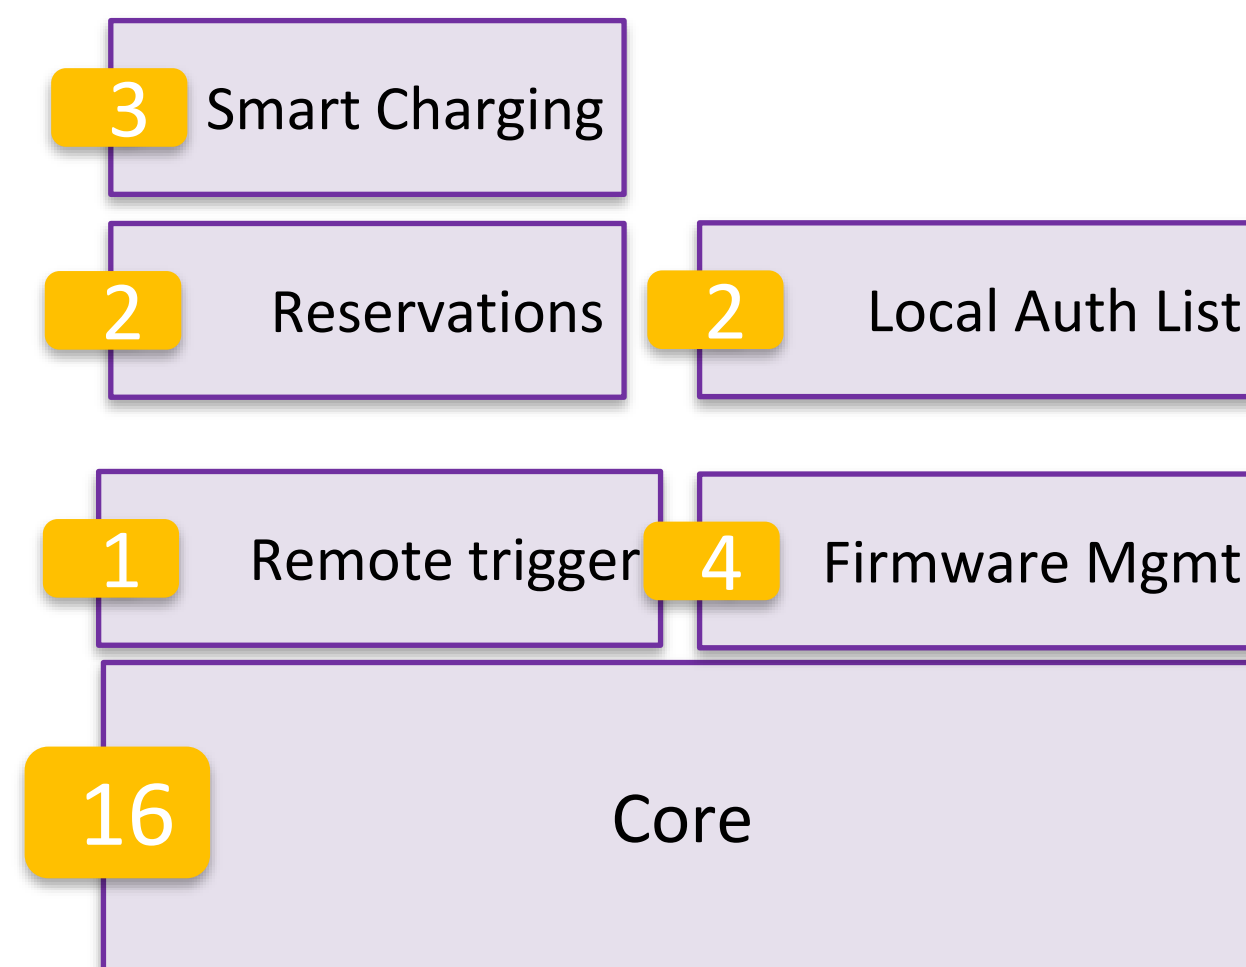 3 Smart Charging
2 Reservations
2 Local Auth List
1 Remote trigger
4 Firmware Mgmt
16 Core